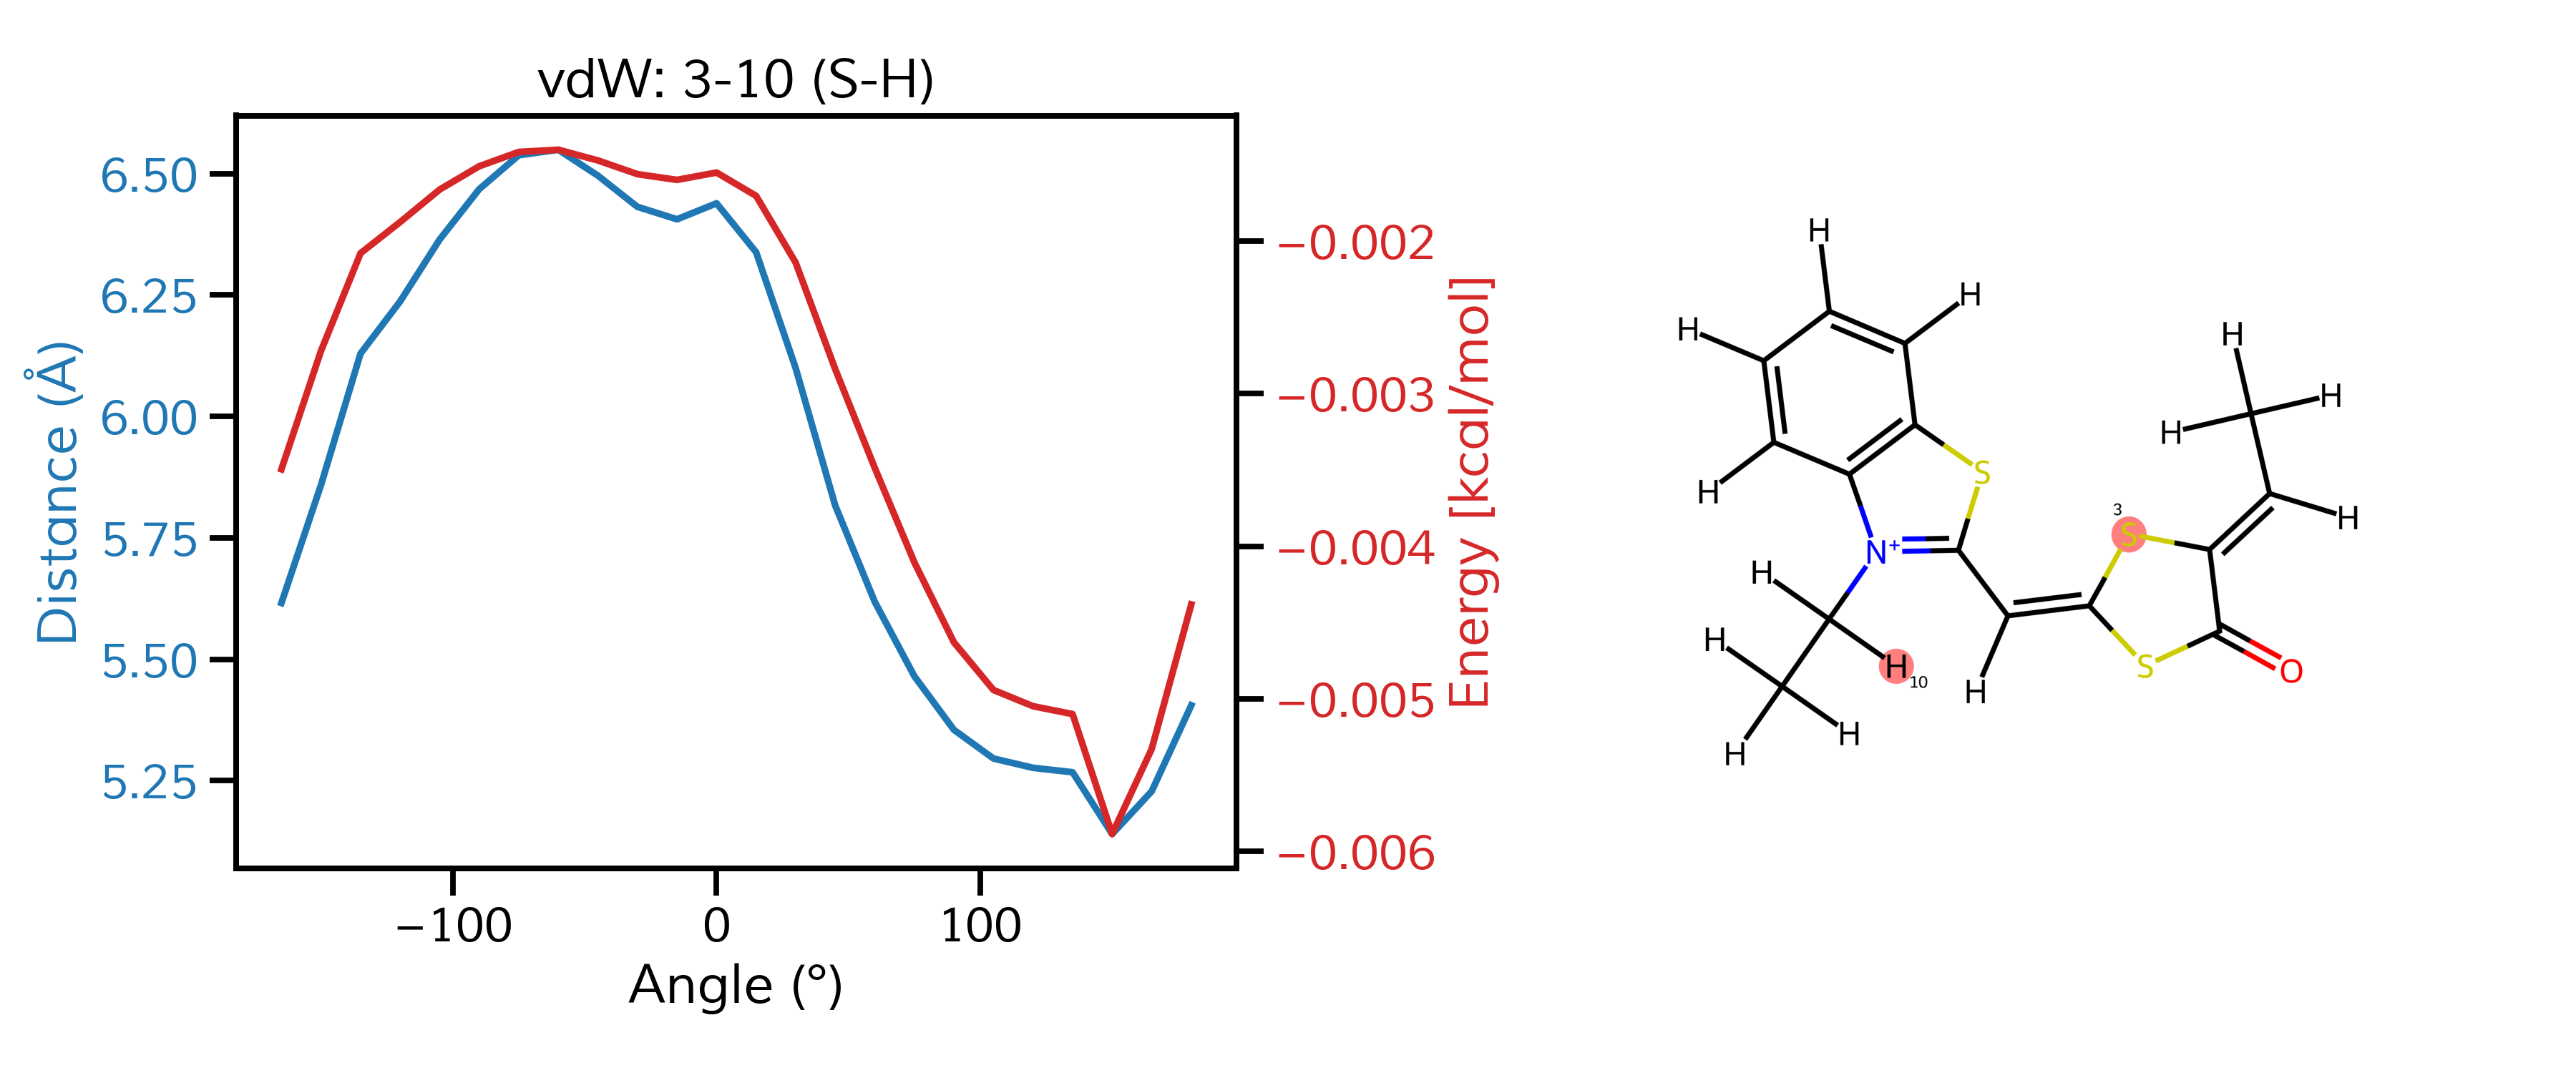 vdW: 3-10 (S-H)
Distance (Å)
6.50
6.25
6.00
5.75
5.50
5.25
−100
0
100
Angle (°)
−0.002
−0.003
−0.004
−0.005
−0.006
Energy [kcal/mol]
H
H
H
H
S
N+
H
H
H
H
H 10
H
3
S
S
O
H
H
H
H